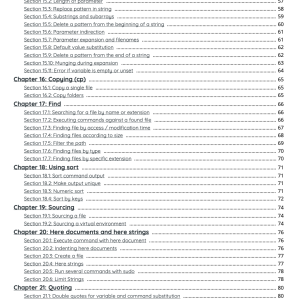 Section 15.2: Length of parameter 57
Section 15.3: Replace pattern in string 58
Section 15.4: Substrings and subarrays 59
Section 15.5: Delete a pattern from the beginning of a string 60
Section 15.6: Parameter indirection 61
Section 15.7: Parameter expansion and filenames 61
Section 15.8: Default value substitution 62
Section 15.9: Delete a pattern from the end of a string 62
Section 15.10: Munging during expansion 63
Section 15.11: Error if variable is empty or unset 64
Chapter 16: Copying (cp) 65
Section 16.1: Copy a single file 65
Section 16.2: Copy folders 65
Chapter 17: Find 66
Section 17.1: Searching for a file by name or extension 66
Section 17.2: Executing commands against a found file 66
Section 17.3: Finding file by access / modification time 67
Section 17.4: Finding files according to size 68
Section 17.5: Filter the path 69
Section 17.6: Finding files by type 70
Section 17.7: Finding files by specific extension 70
Chapter 18: Using sort 71
Section 18.1: Sort command output 71
Section 18.2: Make output unique 71
Section 18.3: Numeric sort 71
Section 18.4: Sort by keys 72
Chapter 19: Sourcing 74
Section 19.1: Sourcing a file 74
Section 19.2: Sourcing a virtual environment 74
Chapter 20: Here documents and here strings 76
Section 20.1: Execute command with here document 76
Section 20.2: Indenting here documents 76
Section 20.3: Create a file 77
Section 20.4: Here strings 77
Section 20.5: Run several commands with sudo 78
Section 20.6: Limit Strings 78
Chapter 21: Quoting 80
Section 21.1: Double quotes for variable and command substitution 80